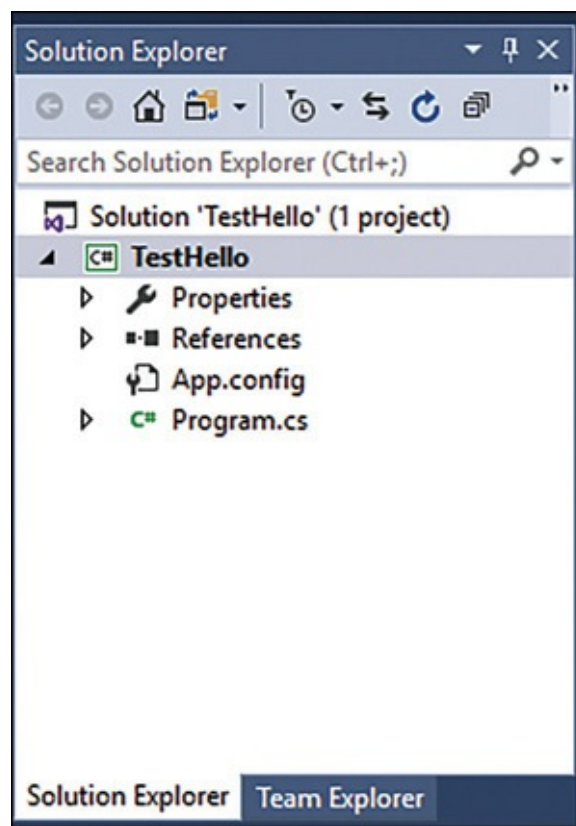 Solution Explorer
Search Solution Explorer (Ctrl+;)
Solution 'TestHello' (1 project)
C# TestHello
Properties
References
App.config
C# Program.cs
Solution Explorer Team Explorer